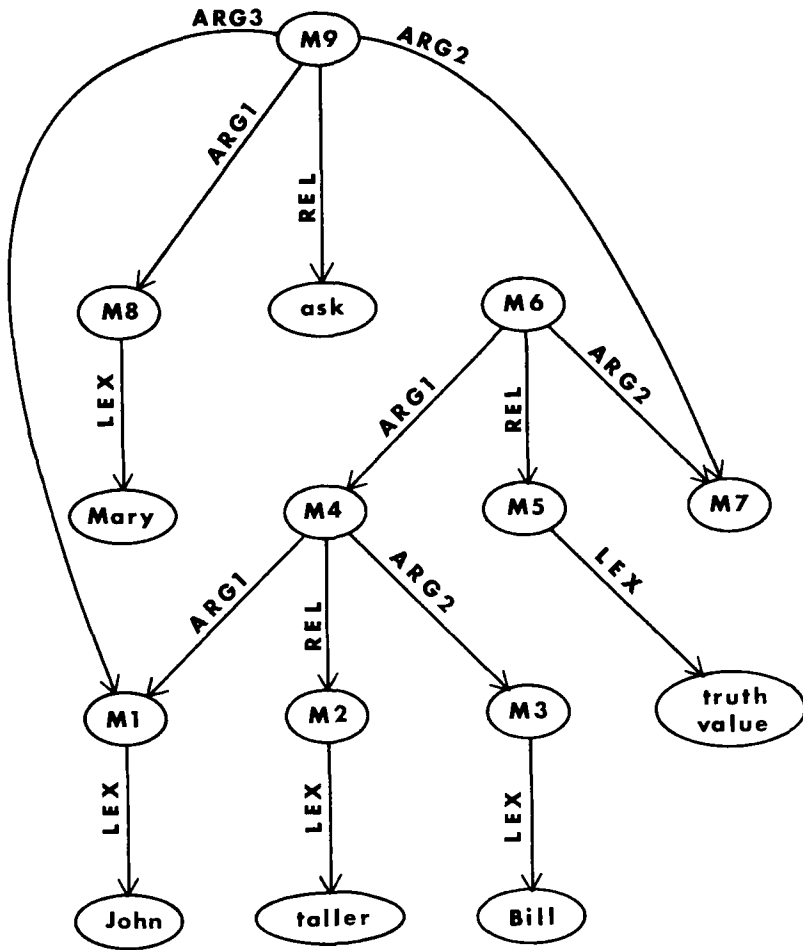 ARG3
M9
ARG2
ARG1
REL
M8
ask
M6
LEX
ARG1
REL
ARG2
Mary
M4
M5
M7
ARG1
REL
ARG2
LEX
M1
M2
M3
truth
value
LEX
LEX
LEX
John
taller
Bill